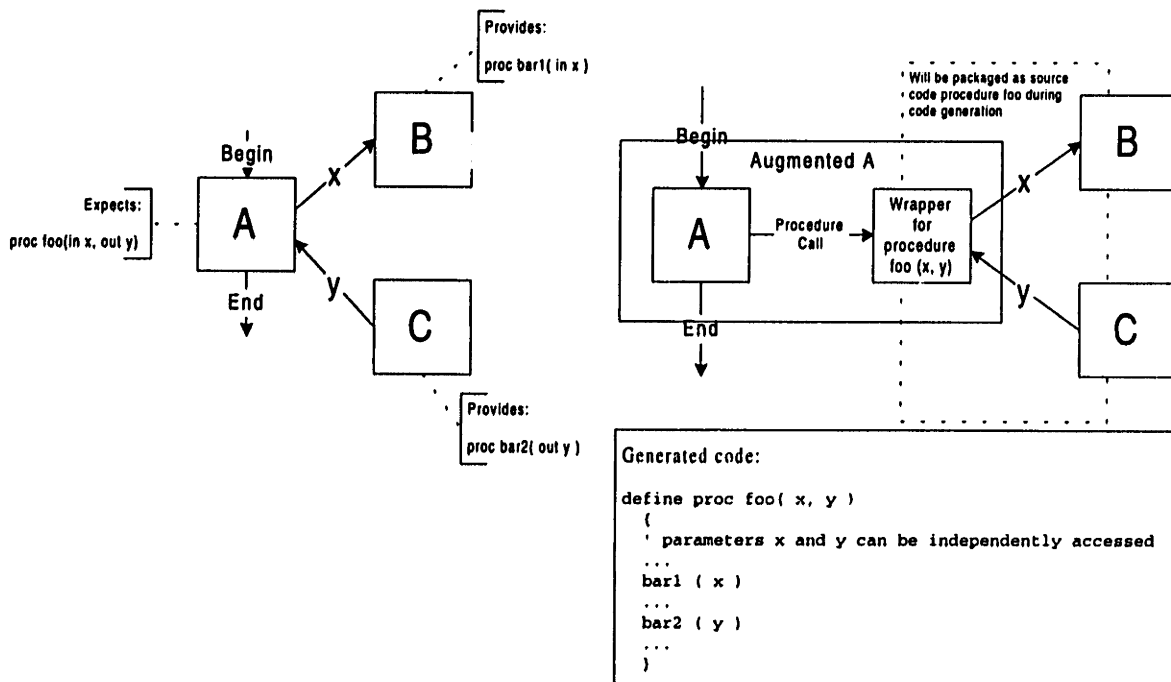 Provides:
proc bar1( in x )
B
Begin
x
Expects:
proc foo(in x, out y)
A
y
End
C
Provides:
proc bar2( out y )
Will be packaged as source
code procedure foo during
code generation
B
Begin
Augmented A
x
A
Procedure
Call
Wrapper
for
procedure
foo (x, y)
y
End
C
Generated code:
define proc foo( x, y )
{
' parameters x and y can be independently accessed
...
bar1 ( x )
...
bar2 ( y )
...
}